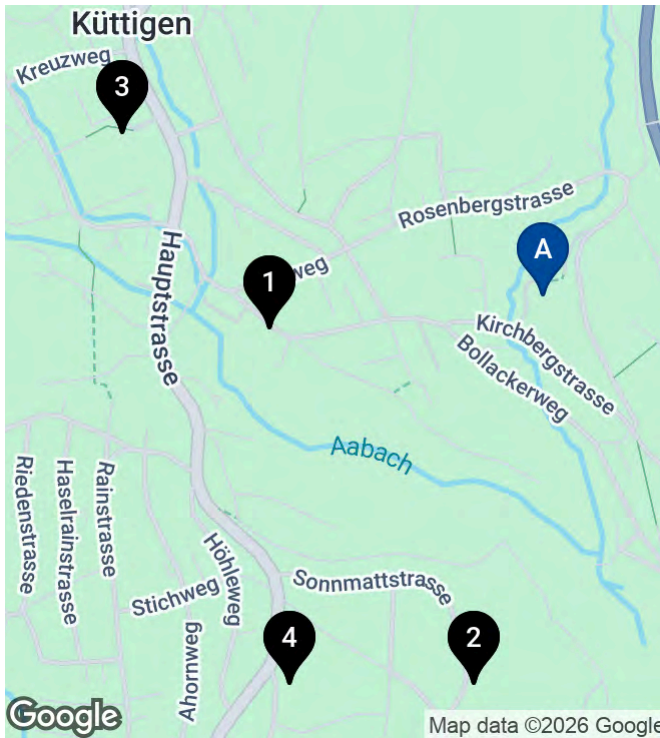 Küttigen
Kreuzweg
3
Rosenbergstrasse
A
weg
1
Hauptstrasse
Kirchbergstrasse
Bollackerweg
Aabach
Riedenstrasse
Haselrainstrasse
Rainstrasse
Höhleweg
Sonnmattstrasse
Stichweg
Ahornweg
4
2
Google
Map data ©2026 Google